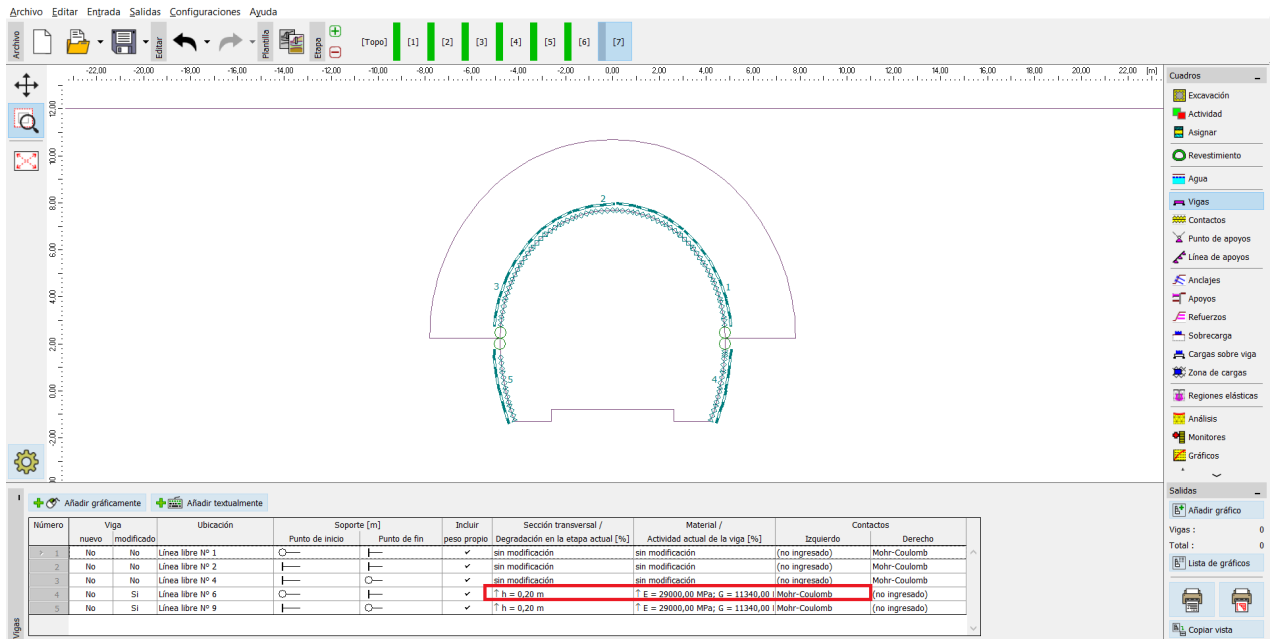 Archivo Editar Entrada Salidas Configuraciones Ayuda
Archivo Editar Plantilla Etapa [Topo] [1] [2] [3] [4] [5] [6] [7]
-22,00 -20,00 -18,00 -16,00 -14,00 -12,00 -10,00 -8,00 -6,00 -4,00 -2,00 0,00 2,00 4,00 6,00 8,00 10,00 12,00 14,00 16,00 18,00 20,00 22,00 [m]
12,00
10,00
8,00
6,00
4,00
2,00
0,00
-2,00
2
3
1
5
4
Cuadros
Excavación
Actividad
Asignar
Revestimiento
Agua
Vigas
Contactos
Punto de apoyos
Línea de apoyos
Anclajes
Apoyos
Refuerzos
Sobrecarga
Cargas sobre viga
Zona de cargas
Regiones elásticas
Análisis
Monitores
Gráficos
Añadir gráficamente Añadir textualmente
Número Viga Ubicación Soporte [m] Incluir Sección transversal / Material / Contactos
nuevo modificado Punto de inicio Punto de fin peso propio Degradación en la etapa actual [%] Actividad actual de la viga [%] Izquierdo Derecho
1 No No Línea libre Nº 1 sin modificación sin modificación (no ingresado) Mohr-Coulomb
2 No No Línea libre Nº 2 sin modificación sin modificación (no ingresado) Mohr-Coulomb
3 No No Línea libre Nº 4 sin modificación sin modificación (no ingresado) Mohr-Coulomb
4 No Si Línea libre Nº 6 h = 0,20 m E = 29000,00 MPa; G = 11340,00 Mohr-Coulomb (no ingresado)
5 No Si Línea libre Nº 9 h = 0,20 m E = 29000,00 MPa; G = 11340,00 Mohr-Coulomb (no ingresado)
Vigas
Salidas
Añadir gráfico
Vigas : 0
Total : 0
Lista de gráficos
Copiar vista